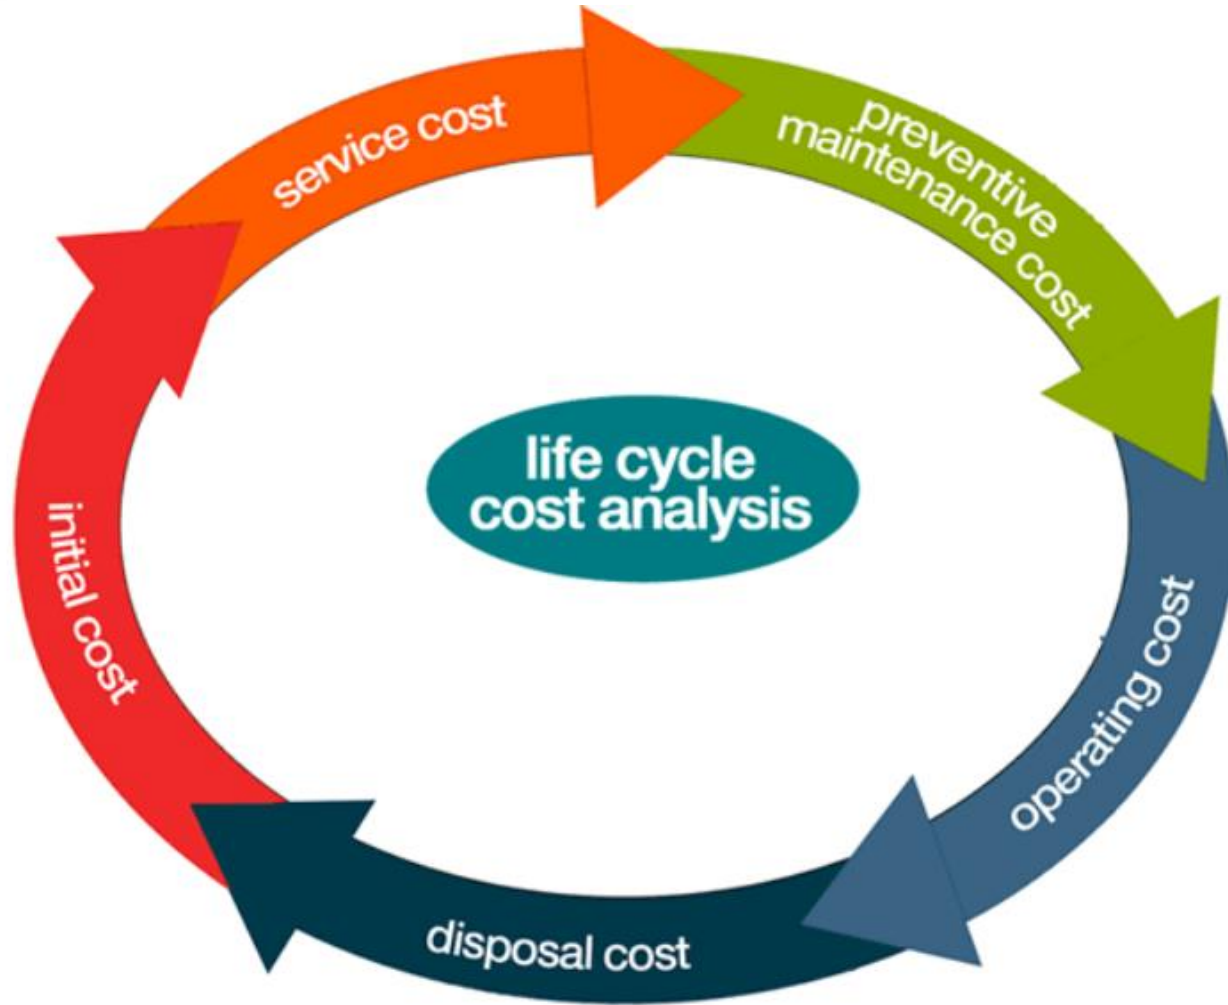 service cost
preventive
maintenance cost
life cycle
cost analysis
initial cost
operating cost
disposal cost